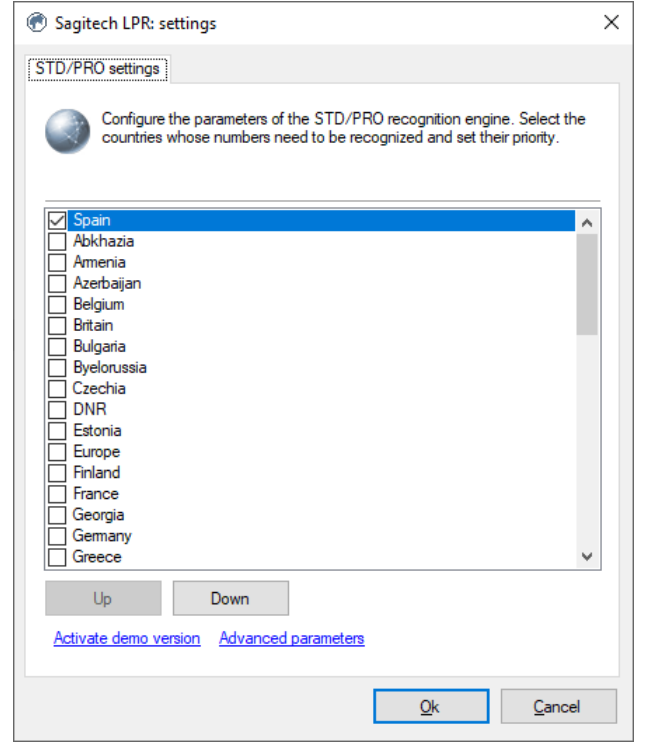 Sagitech LPR: settings
STD/PRO settings
Configure the parameters of the STD/PRO recognition engine. Select the
countries whose numbers need to be recognized and set their priority.
Spain
Abkhazia
Armenia
Azerbaijan
Belgium
Britain
Bulgaria
Byelorussia
Czechia
DNR
Estonia
Europe
Finland
France
Georgia
Germany
Greece
Up Down
Activate demo version Advanced parameters
Ok Cancel